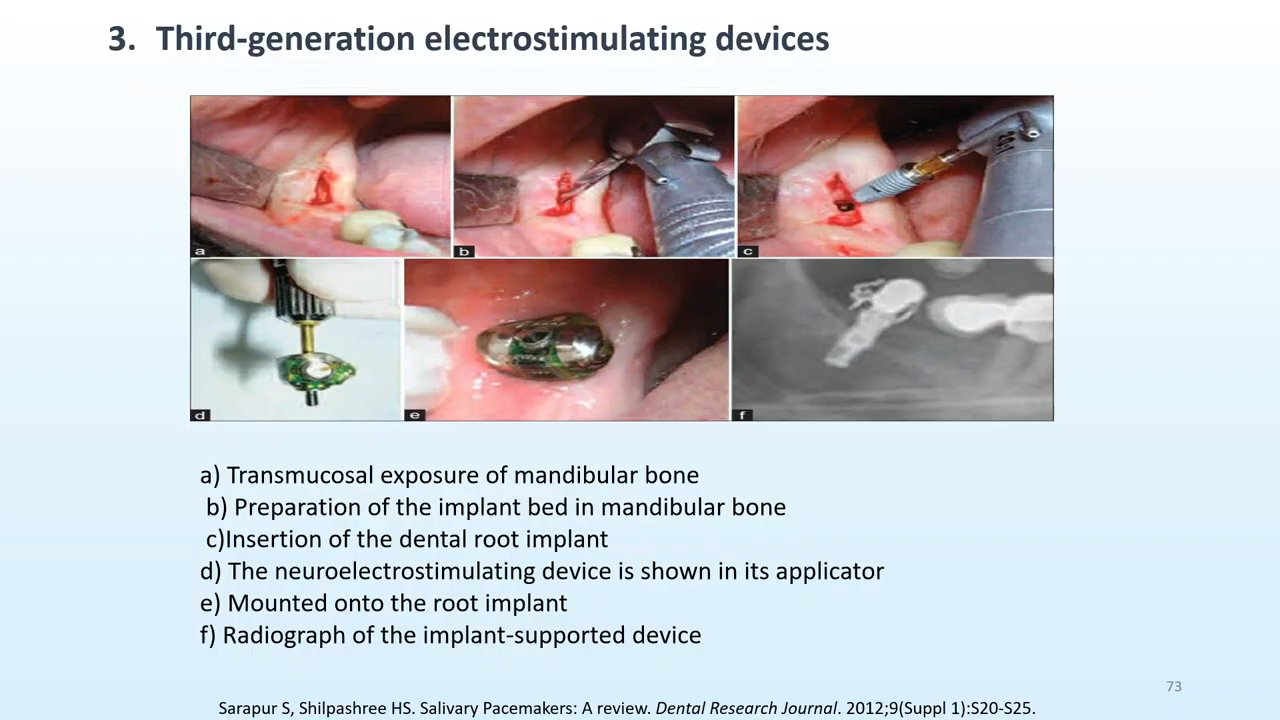 3. Third-generation electrostimulating devices
a
b
c
d
e
f
a) Transmucosal exposure of mandibular bone
b) Preparation of the implant bed in mandibular bone
c)Insertion of the dental root implant
d) The neuroelectrostimulating device is shown in its applicator
e) Mounted onto the root implant
f) Radiograph of the implant-supported device
73
Sarapur S, Shilpashree HS. Salivary Pacemakers: A review. Dental Research Journal. 2012;9(Suppl 1):S20-S25.